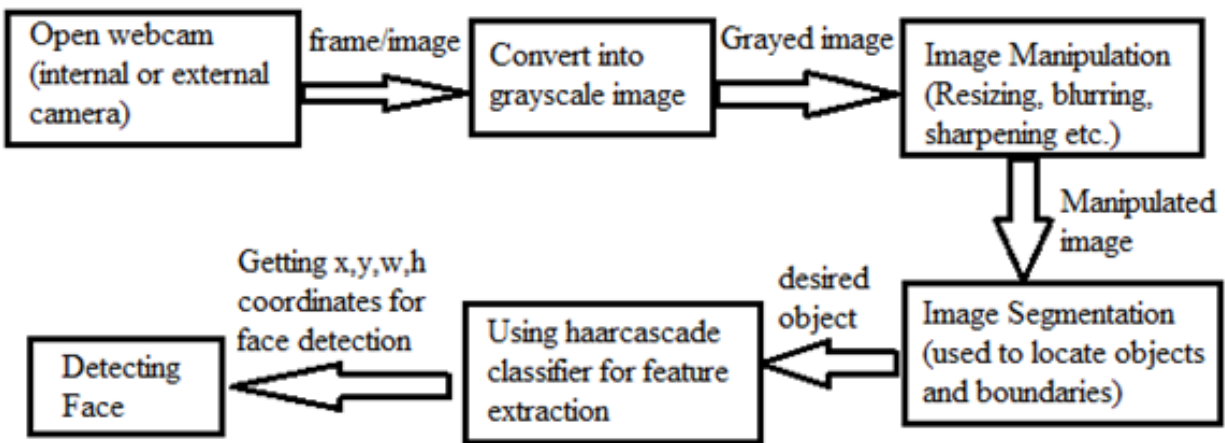 Open webcam
(internal or external
camera)
frame/image
Convert into
grayscale image
Grayed image
Image Manipulation
(Resizing, blurring,
sharpening etc.)
Manipulated
image
Image Segmentation
(used to locate objects
and boundaries)
desired
object
Using haarcascade
classifier for feature
extraction
Getting x,y,w,h
coordinates for
face detection
Detecting
Face